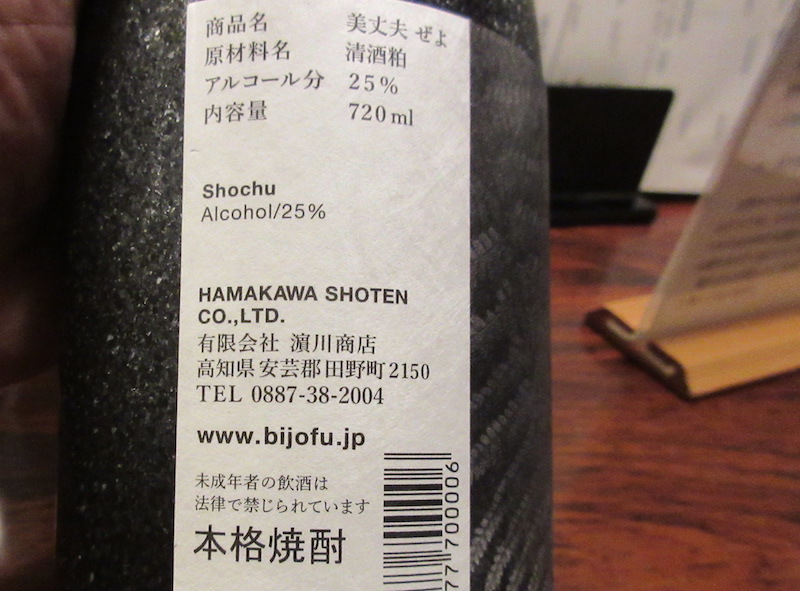 商品名 美丈夫 ぜよ
原材料名 清酒粕
アルコール分 25%
内容量 720ml
Shochu
Alcohol/25%
HAMAKAWA SHOTEN
CO.,LTD.
有限会社 濵川商店
高知県安芸郡田野町2150
TEL 0887-38-2004
www.bijofu.jp
未成年者の飲酒は
法律で禁じられています
本格焼酎
77 700006